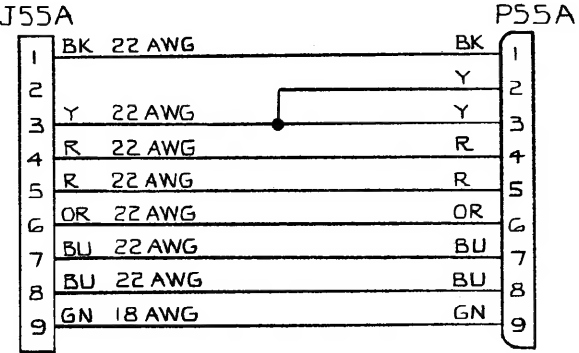 J55A P55A
1 BK 22 AWG BK 1
2 Y 2
3 Y 22 AWG Y 3
4 R 22 AWG R 4
5 R 22 AWG R 5
6 OR 22 AWG OR 6
7 BU 22 AWG BU 7
8 BU 22 AWG BU 8
9 GN 18 AWG GN 9